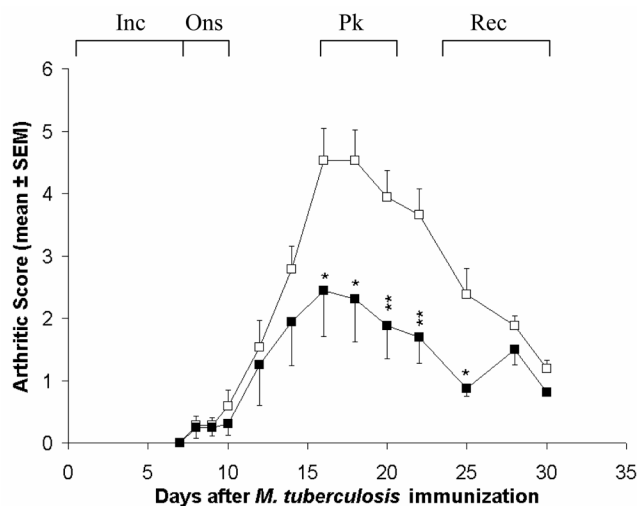 Inc Ons Pk Rec
6
5
4
3
2
1
0
Arthritic Score (mean ± SEM)
* * ** ** *
0 5 10 15 20 25 30 35
Days after M. tuberculosis immunization